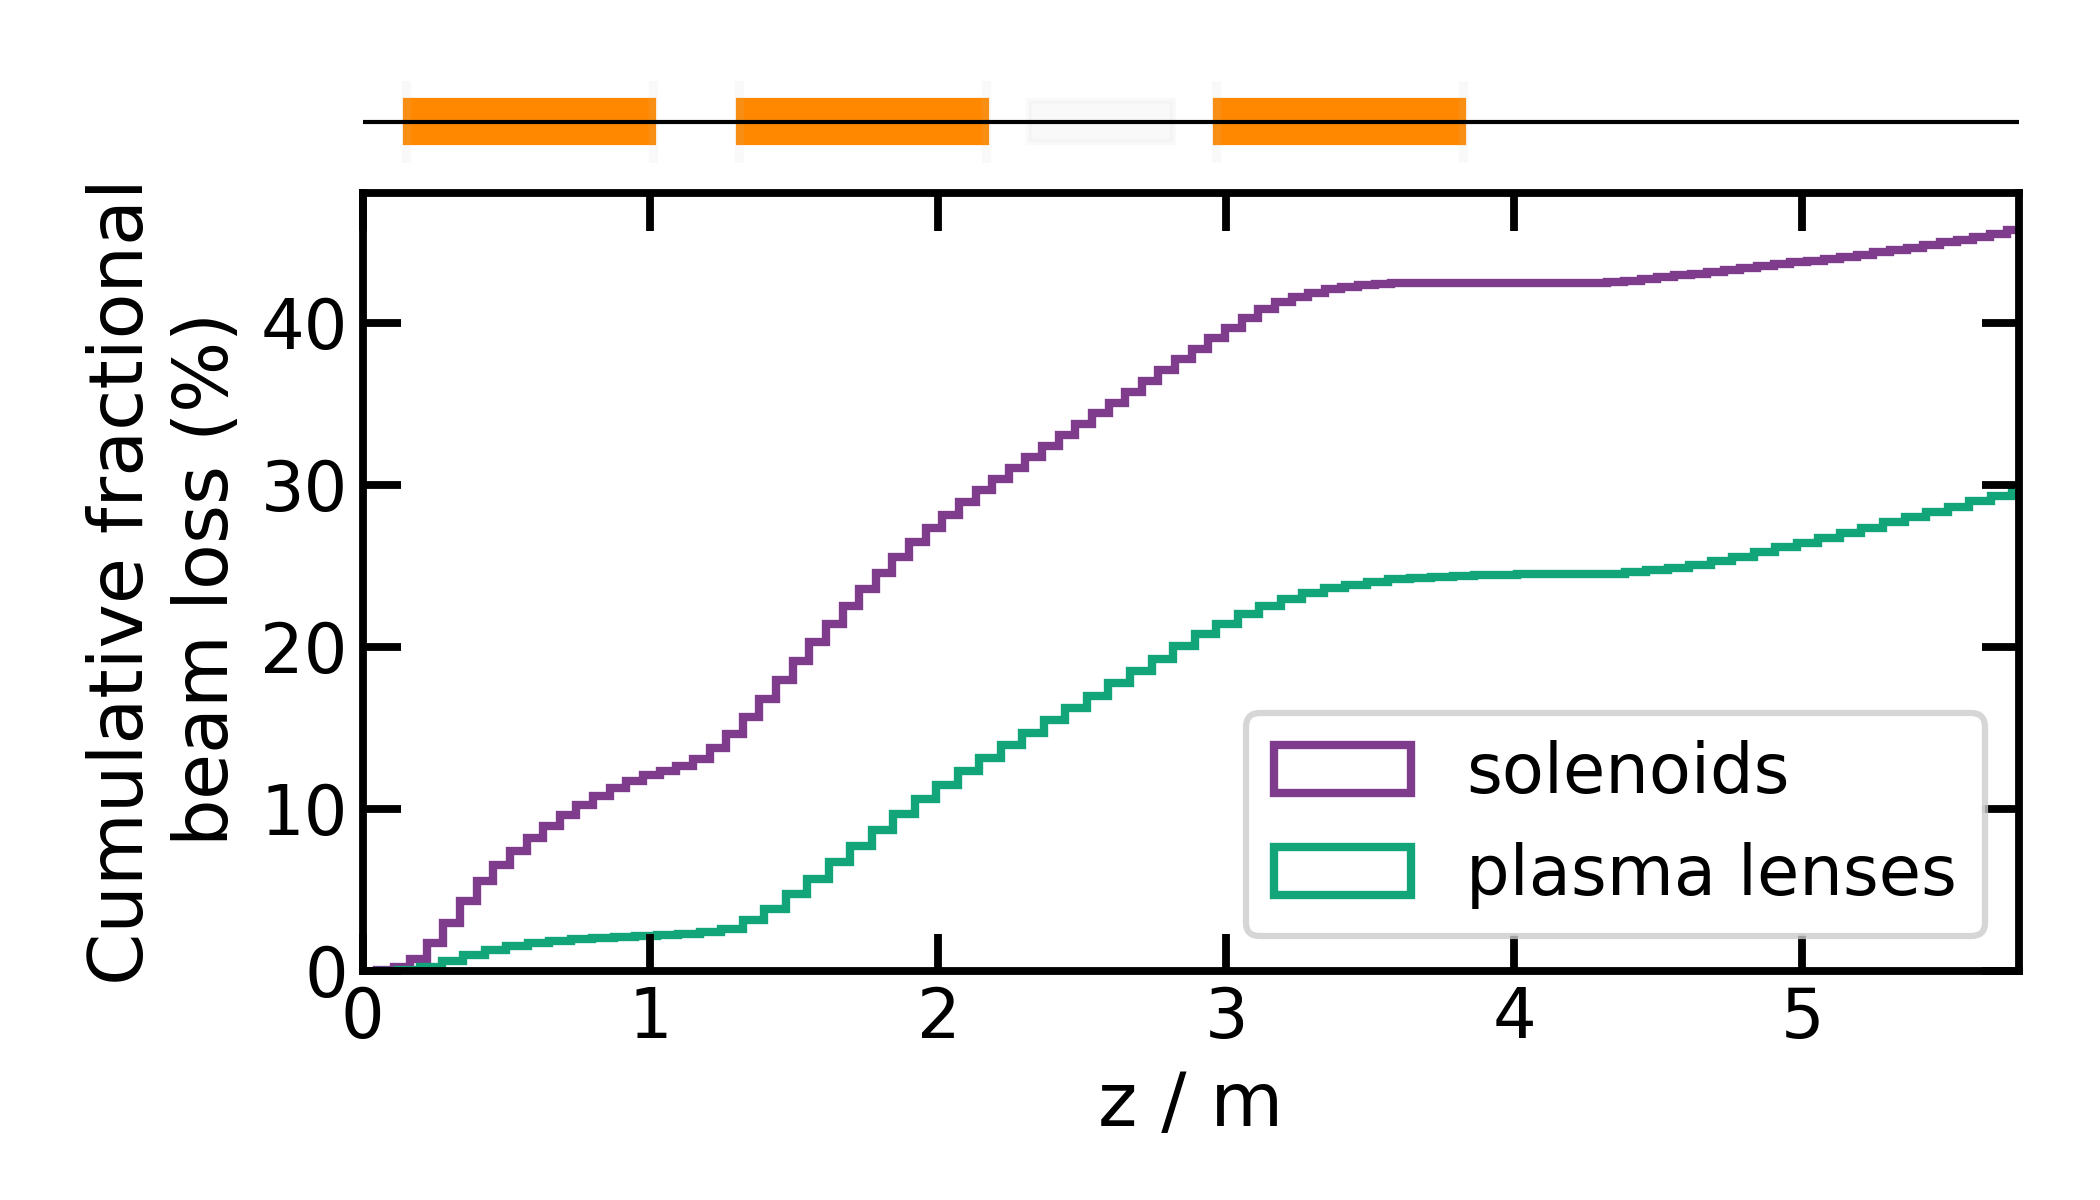 Cumulative fractional
beam loss (%)
40
30
20
10
0
0 1 2 3 4 5
z / m
solenoids
plasma lenses